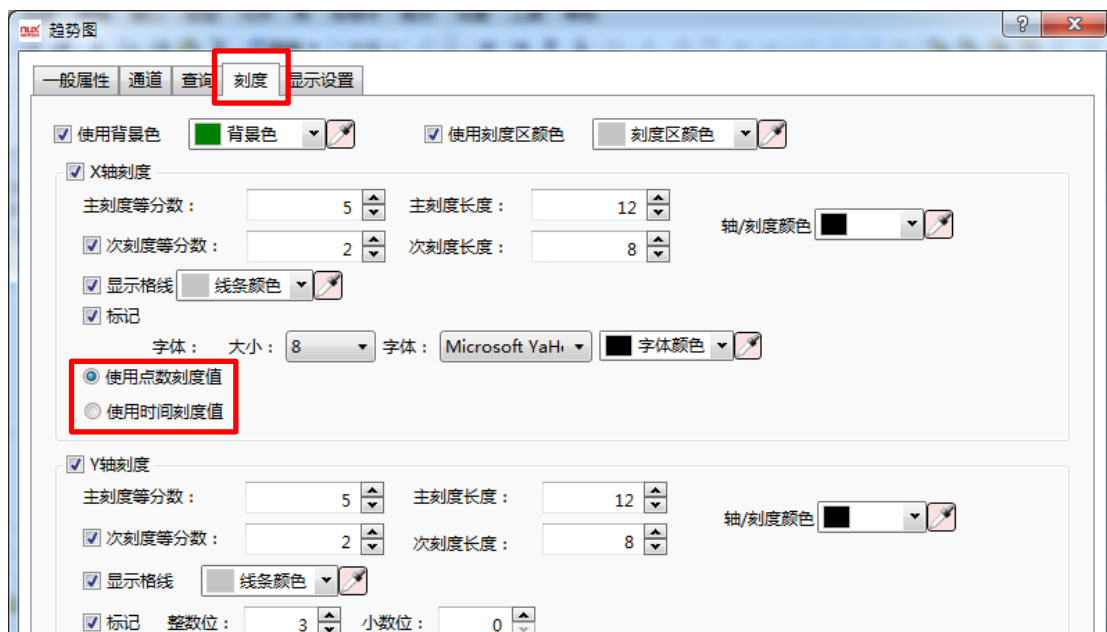 趋势图
一般属性 通道 查询 刻度 显示设置
使用背景色 背景色 使用刻度区颜色 刻度区颜色
X轴刻度
主刻度等分数： 5 主刻度长度： 12
轴/刻度颜色
次刻度等分数： 2 次刻度长度： 8
显示格线 线条颜色
标记
字体： 大小： 8 字体： Microsoft YaH 字体颜色
使用点数刻度值
使用时间刻度值
Y轴刻度
主刻度等分数： 5 主刻度长度： 12
轴/刻度颜色
次刻度等分数： 2 次刻度长度： 8
显示格线 线条颜色
标记 整数位： 3 小数位： 0